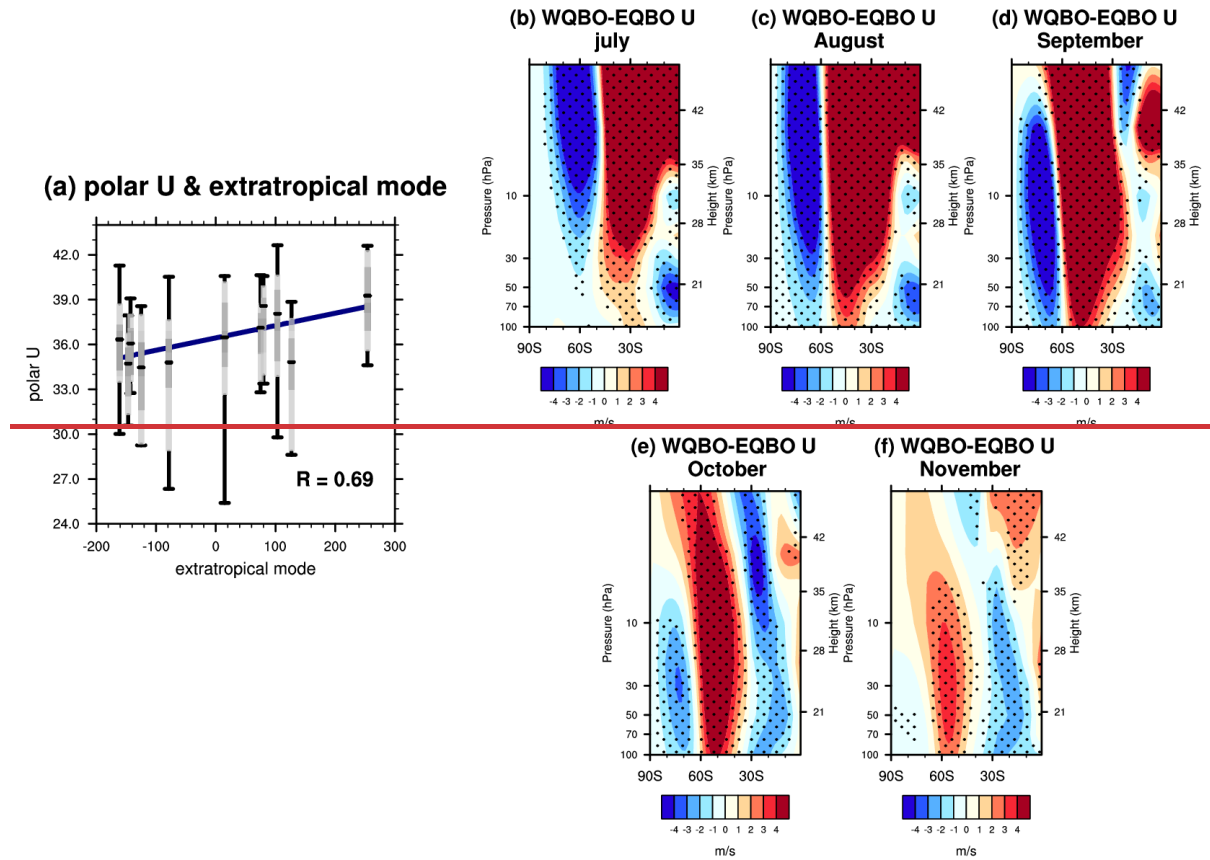 (a) polar U & extratropical mode
polar U
42.0
39.0
36.0
33.0
30.0
27.0
24.0
R = 0.69
-200 -100 0 100 200 300
extratropical mode
(b) WQBO-EQBO U
july
Pressure (hPa)
10
30
50
70
100
42
35
28
21
Height (km)
90S 60S 30S
-4 -3 -2 -1 0 1 2 3 4
m/s
(c) WQBO-EQBO U
August
Pressure (hPa)
10
30
50
70
100
42
35
28
21
Height (km)
90S 60S 30S
-4 -3 -2 -1 0 1 2 3 4
m/s
(d) WQBO-EQBO U
September
Pressure (hPa)
10
30
50
70
100
42
35
28
21
Height (km)
90S 60S 30S
-4 -3 -2 -1 0 1 2 3 4
m/s
(e) WQBO-EQBO U
October
Pressure (hPa)
10
30
50
70
100
42
35
28
21
Height (km)
90S 60S 30S
-4 -3 -2 -1 0 1 2 3 4
m/s
(f) WQBO-EQBO U
November
Pressure (hPa)
10
30
50
70
100
42
35
28
21
Height (km)
90S 60S 30S
-4 -3 -2 -1 0 1 2 3 4
m/s